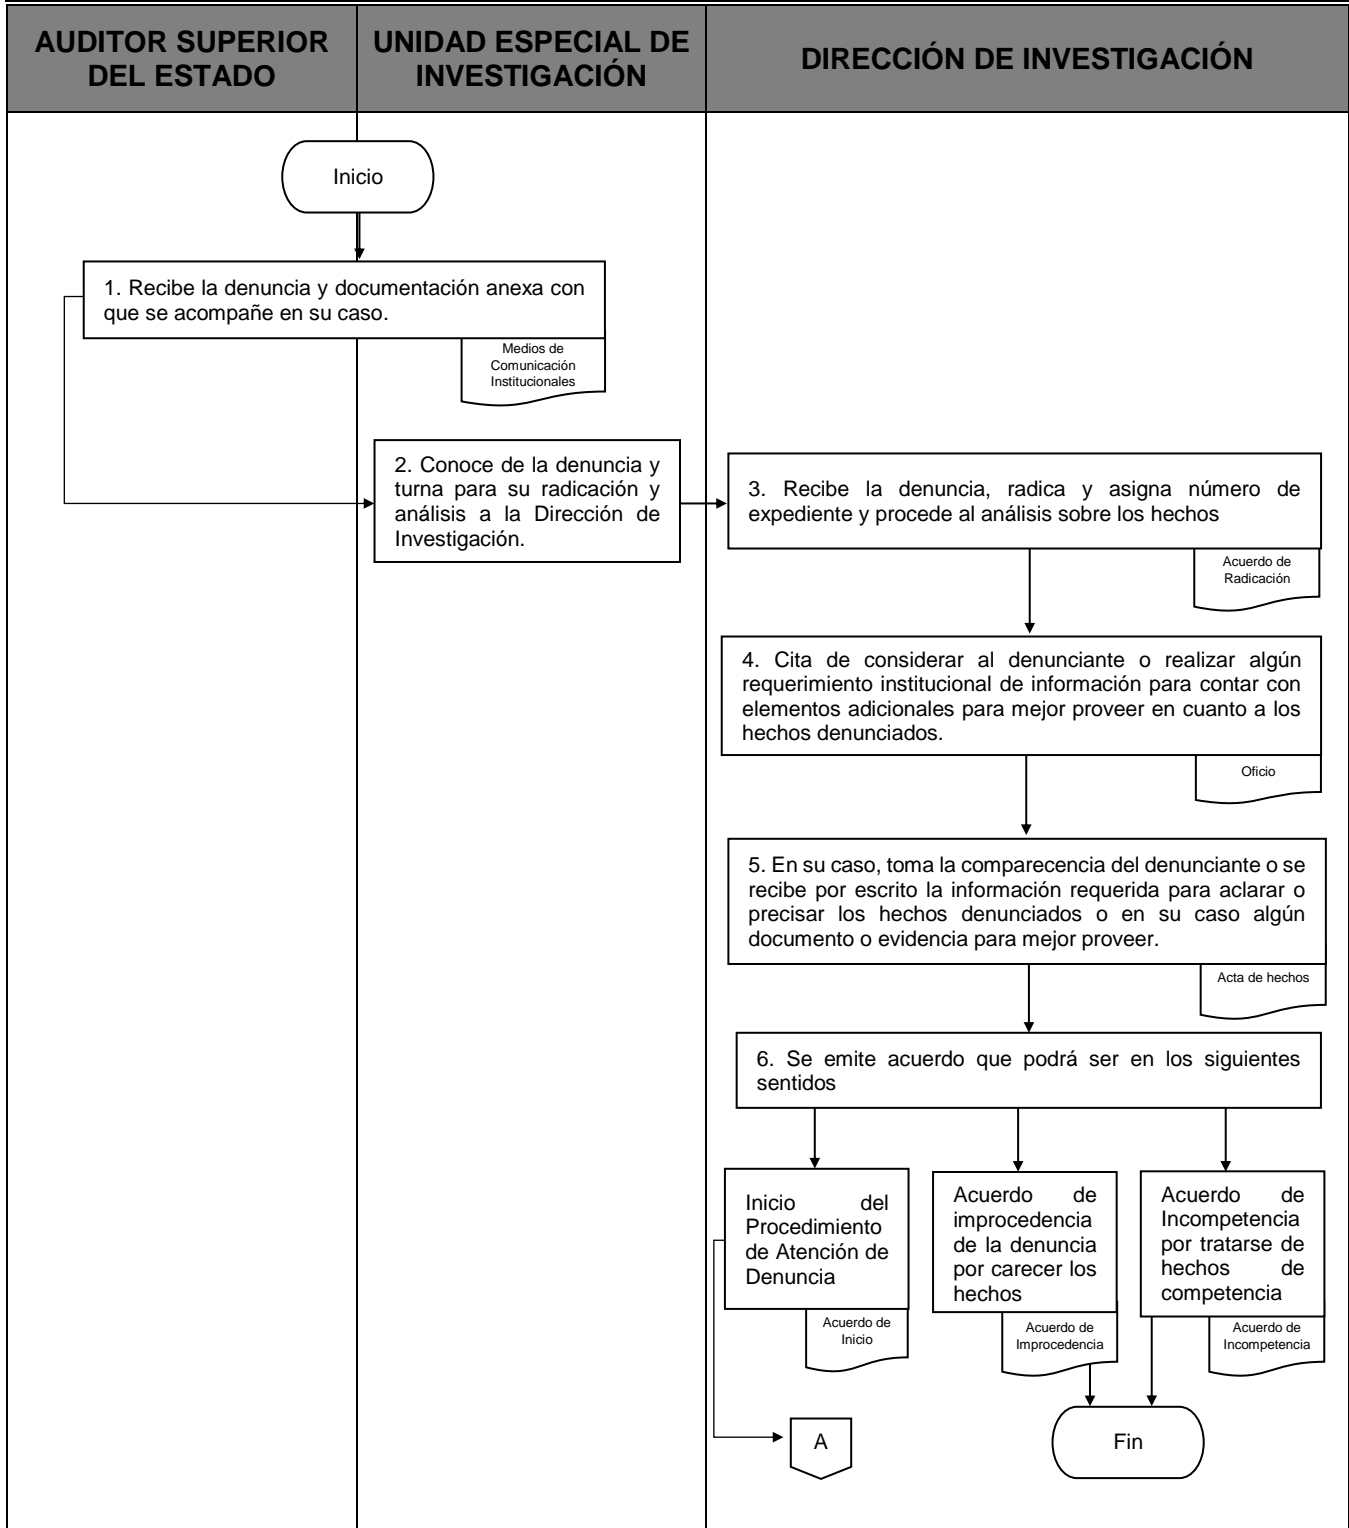 AUDITOR SUPERIOR
DEL ESTADO
UNIDAD ESPECIAL DE
INVESTIGACIÓN
DIRECCIÓN DE INVESTIGACIÓN
Inicio
1. Recibe la denuncia y documentación anexa con
que se acompañe en su caso.
Medios de
Comunicación
Institucionales
2. Conoce de la denuncia y
turna para su radicación y
análisis a la Dirección de
Investigación.
3. Recibe la denuncia, radica y asigna número de
expediente y procede al análisis sobre los hechos
Acuerdo de
Radicación
4. Cita de considerar al denunciante o realizar algún
requerimiento institucional de información para contar con
elementos adicionales para mejor proveer en cuanto a los
hechos denunciados.
Oficio
5. En su caso, toma la comparecencia del denunciante o se
recibe por escrito la información requerida para aclarar o
precisar los hechos denunciados o en su caso algún
documento o evidencia para mejor proveer.
Acta de hechos
6. Se emite acuerdo que podrá ser en los siguientes
sentidos
Inicio del
Procedimiento
de Atención de
Denuncia
Acuerdo de
Inicio
Acuerdo de
improcedencia
de la denuncia
por carecer los
hechos
Acuerdo de
Improcedencia
Acuerdo de
Incompetencia
por tratarse de
hechos de
competencia
Acuerdo de
Incompetencia
A
Fin